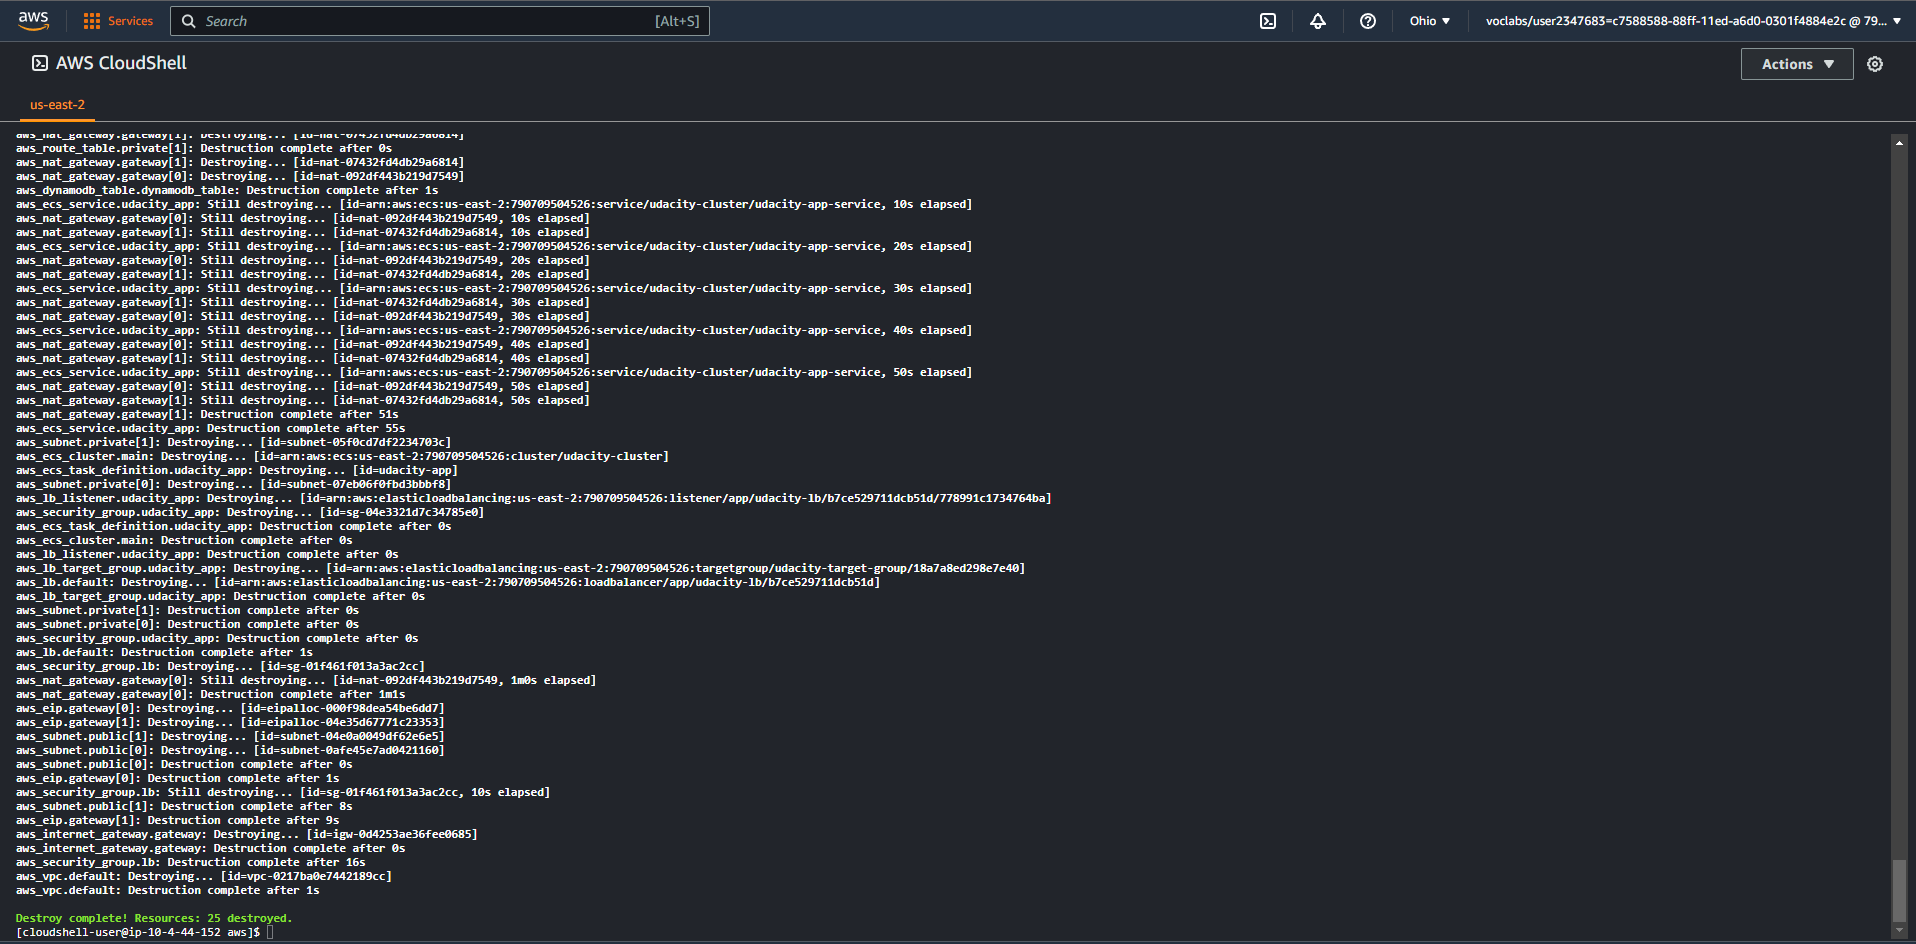 aws
Services
Search
[Alt+S]
Ohio
voclabs/user2347683=c7588588-88ff-11ed-a6d0-0301f4884e2c @ 79...
AWS CloudShell
Actions
us-east-2
aws_nat_gateway.gateway[1]: Destroying... [id=nat-07432fd4db29a6814]
aws_route_table.private[1]: Destruction complete after 0s
aws_nat_gateway.gateway[1]: Destroying... [id=nat-07432fd4db29a6814]
aws_nat_gateway.gateway[0]: Destroying... [id=nat-092df443b219d7549]
aws_dynamodb_table.dynamodb_table: Destruction complete after 1s
aws_ecs_service.udacity_app: Still destroying... [id=arn:aws:ecs:us-east-2:790709504526:service/udacity-cluster/udacity-app-service, 10s elapsed]
aws_nat_gateway.gateway[0]: Still destroying... [id=nat-092df443b219d7549, 10s elapsed]
aws_nat_gateway.gateway[1]: Still destroying... [id=nat-07432fd4db29a6814, 10s elapsed]
aws_ecs_service.udacity_app: Still destroying... [id=arn:aws:ecs:us-east-2:790709504526:service/udacity-cluster/udacity-app-service, 20s elapsed]
aws_nat_gateway.gateway[0]: Still destroying... [id=nat-092df443b219d7549, 20s elapsed]
aws_nat_gateway.gateway[1]: Still destroying... [id=nat-07432fd4db29a6814, 20s elapsed]
aws_ecs_service.udacity_app: Still destroying... [id=arn:aws:ecs:us-east-2:790709504526:service/udacity-cluster/udacity-app-service, 30s elapsed]
aws_nat_gateway.gateway[1]: Still destroying... [id=nat-07432fd4db29a6814, 30s elapsed]
aws_nat_gateway.gateway[0]: Still destroying... [id=nat-092df443b219d7549, 30s elapsed]
aws_ecs_service.udacity_app: Still destroying... [id=arn:aws:ecs:us-east-2:790709504526:service/udacity-cluster/udacity-app-service, 40s elapsed]
aws_nat_gateway.gateway[0]: Still destroying... [id=nat-092df443b219d7549, 40s elapsed]
aws_nat_gateway.gateway[1]: Still destroying... [id=nat-07432fd4db29a6814, 40s elapsed]
aws_ecs_service.udacity_app: Still destroying... [id=arn:aws:ecs:us-east-2:790709504526:service/udacity-cluster/udacity-app-service, 50s elapsed]
aws_nat_gateway.gateway[0]: Still destroying... [id=nat-092df443b219d7549, 50s elapsed]
aws_nat_gateway.gateway[1]: Still destroying... [id=nat-07432fd4db29a6814, 50s elapsed]
aws_nat_gateway.gateway[1]: Destruction complete after 51s
aws_ecs_service.udacity_app: Destruction complete after 55s
aws_subnet.private[1]: Destroying... [id=subnet-05f0cd7df2234703c]
aws_ecs_cluster.main: Destroying... [id=arn:aws:ecs:us-east-2:790709504526:cluster/udacity-cluster]
aws_ecs_task_definition.udacity_app: Destroying... [id=udacity-app]
aws_subnet.private[0]: Destroying... [id=subnet-07eb06f0fbd3bbbf8]
aws_lb_listener.udacity_app: Destroying... [id=arn:aws:elasticloadbalancing:us-east-2:790709504526:listener/app/udacity-lb/b7ce529711dcb51d/778991c1734764ba]
aws_security_group.udacity_app: Destroying... [id=sg-04e3321d7c34785e0]
aws_ecs_task_definition.udacity_app: Destruction complete after 0s
aws_ecs_cluster.main: Destruction complete after 0s
aws_lb_listener.udacity_app: Destruction complete after 0s
aws_lb_target_group.udacity_app: Destroying... [id=arn:aws:elasticloadbalancing:us-east-2:790709504526:targetgroup/udacity-target-group/18a7a8ed298e7e40]
aws_lb.default: Destroying... [id=arn:aws:elasticloadbalancing:us-east-2:790709504526:loadbalancer/app/udacity-lb/b7ce529711dcb51d]
aws_lb_target_group.udacity_app: Destruction complete after 0s
aws_subnet.private[1]: Destruction complete after 0s
aws_subnet.private[0]: Destruction complete after 0s
aws_security_group.udacity_app: Destruction complete after 0s
aws_lb.default: Destruction complete after 1s
aws_security_group.lb: Destroying... [id=sg-01f461f013a3ac2cc]
aws_nat_gateway.gateway[0]: Still destroying... [id=nat-092df443b219d7549, 1m0s elapsed]
aws_nat_gateway.gateway[0]: Destruction complete after 1m1s
aws_eip.gateway[0]: Destroying... [id=eipalloc-000f98dea54be6dd7]
aws_eip.gateway[1]: Destroying... [id=eipalloc-04e35d67771c23353]
aws_subnet.public[1]: Destroying... [id=subnet-04e0a0049df62e6e5]
aws_subnet.public[0]: Destroying... [id=subnet-0afe45e7ad0421160]
aws_subnet.public[0]: Destruction complete after 0s
aws_eip.gateway[0]: Destruction complete after 1s
aws_security_group.lb: Still destroying... [id=sg-01f461f013a3ac2cc, 10s elapsed]
aws_subnet.public[1]: Destruction complete after 8s
aws_eip.gateway[1]: Destruction complete after 9s
aws_internet_gateway.gateway: Destroying... [id=igw-0d4253ae36fee0685]
aws_internet_gateway.gateway: Destruction complete after 0s
aws_security_group.lb: Destruction complete after 16s
aws_vpc.default: Destroying... [id=vpc-0217ba0e7442189cc]
aws_vpc.default: Destruction complete after 1s
Destroy complete! Resources: 25 destroyed.
[cloudshell-user@ip-10-4-44-152 aws]$